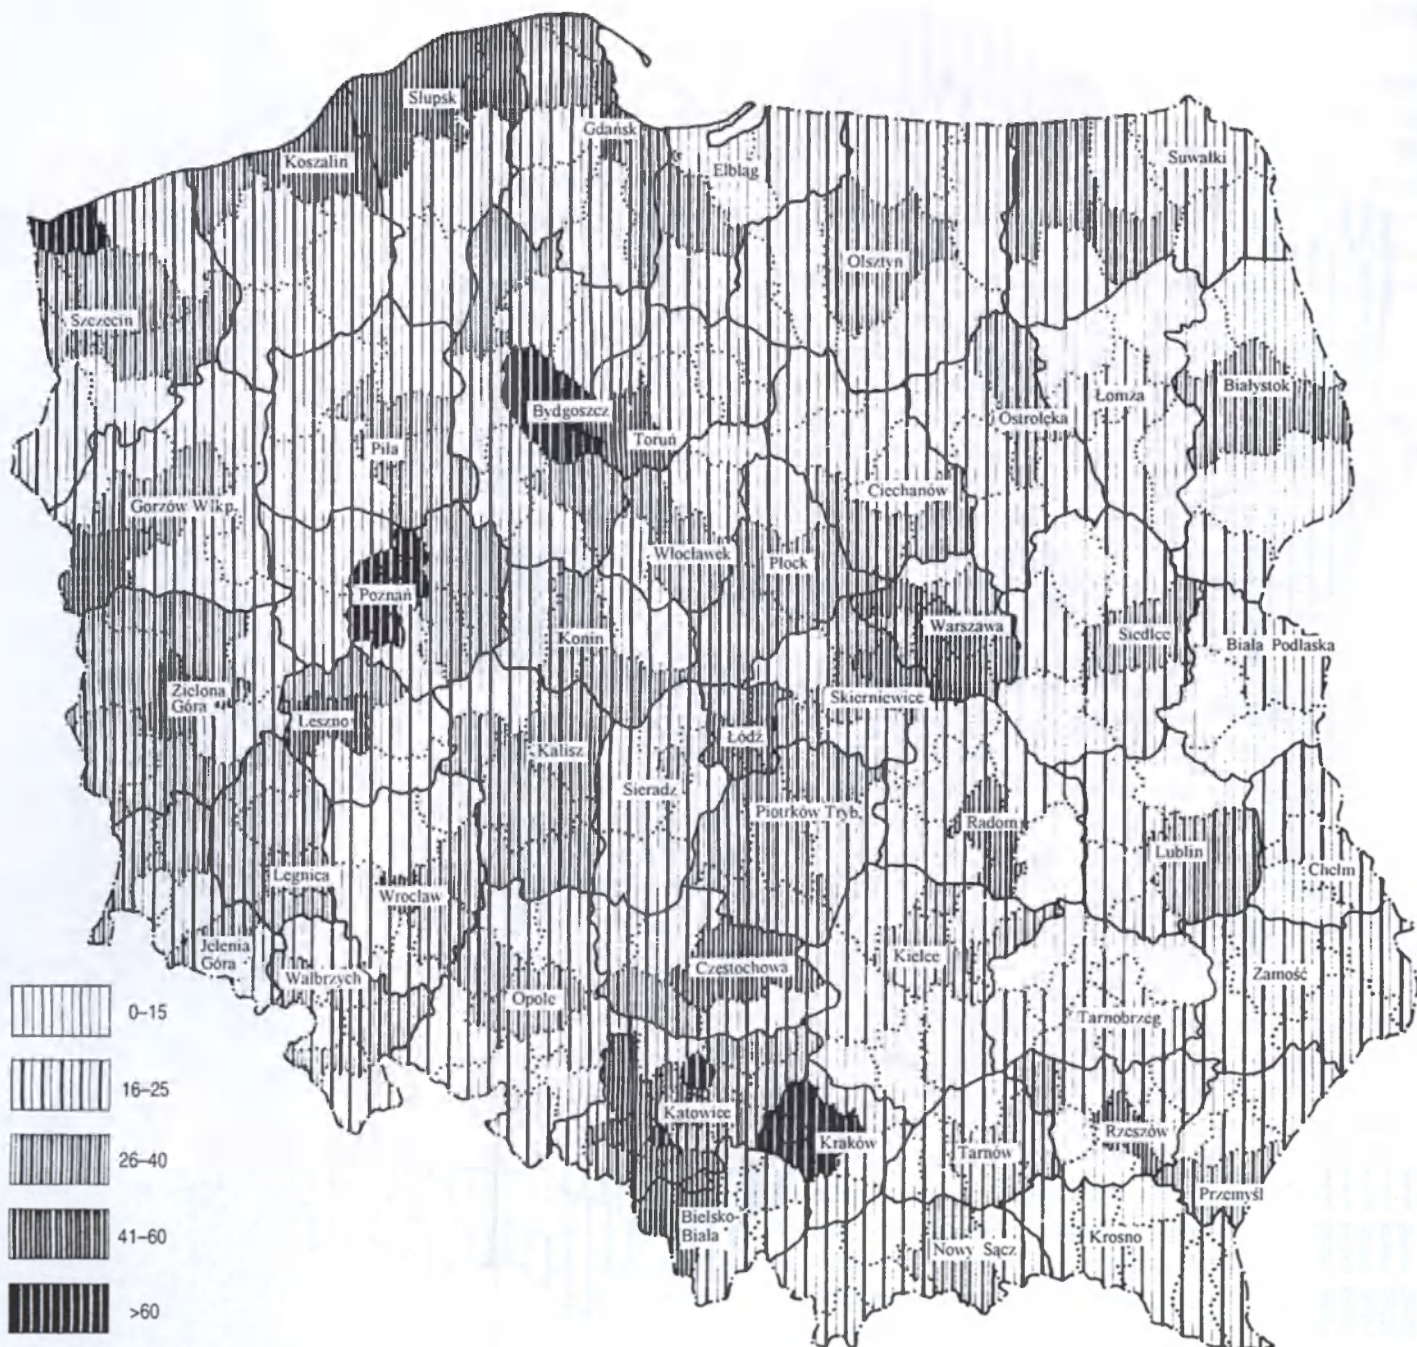 Słupsk
Gdańsk
Koszalin
Elbląg
Suwałki
Olsztyn
Szczecin
Białystok
Łomża
Bydgoszcz
Ostrołęka
Toruń
Piła
Ciechanów
Gorzów Wlkp.
Włocławek
Płock
Poznań
Warszawa
Siedlce
Konin
Biała Podlaska
Zielona
Góra
Skierniewice
Leszno
Łódź
Kalisz
Sieradz
Piotrków Tryb.
Radom
Lublin
Legnica
Chełm
Wrocław
Jelenia
Góra
Kielce
Częstochowa
Wałbrzych
Zamość
Opole
Tarnobrzeg
0–15
16–25
26–40
41–60
>60
Katowice
Kraków
Rzeszów
Tarnów
Przemyśl
Bielsko-
Biała
Krosno
Nowy Sącz